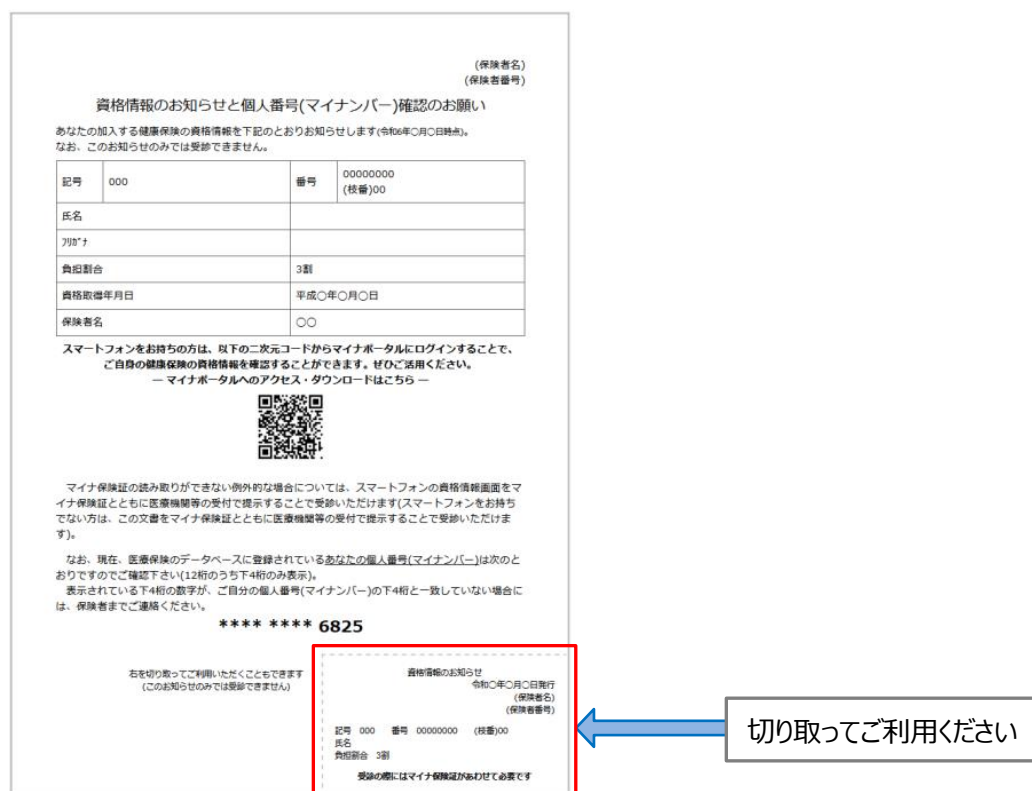 (保険者名)
(保険者番号)
資格情報のお知らせと個人番号(マイナンバー)確認のお願い
あなたの加入する健康保険の資格情報を下記のとおりお知らせします(令和6年〇月〇日時点)。
なお、このお知らせのみでは受診できません。
記号 000 番号 00000000
(枝番)00
氏名
ﾌﾘｶﾞﾅ
負担割合 3割
資格取得年月日 平成〇年〇月〇日
保険者名 〇〇
スマートフォンをお持ちの方は、以下の二次元コードからマイナポータルにログインすることで、
ご自身の健康保険の資格情報を確認することができます。ぜひご活用ください。
― マイナポータルへのアクセス・ダウンロードはこちら ―
マイナ保険証の読み取りができない例外的な場合については、スマートフォンの資格情報画面をマ
イナ保険証とともに医療機関等の受付で提示することで受診いただけます(スマートフォンをお持ち
でない方は、この文書をマイナ保険証とともに医療機関等の受付で提示することで受診いただけま
す)。
なお、現在、医療保険のデータベースに登録されているあなたの個人番号(マイナンバー)は次のと
おりですのでご確認下さい(12桁のうち下4桁のみ表示)。
表示されている下4桁の数字が、ご自分の個人番号(マイナンバー)の下4桁と一致していない場合に
は、保険者までご連絡ください。
**** **** 6825
右を切り取ってご利用いただくこともできます
(このお知らせのみでは受診できません)
資格情報のお知らせ
令和〇年〇月〇日発行
(保険者名)
(保険者番号)
記号 000 番号 00000000 (枝番)00
氏名
負担割合 3割
受診の際にはマイナ保険証があわせて必要です
切り取ってご利用ください